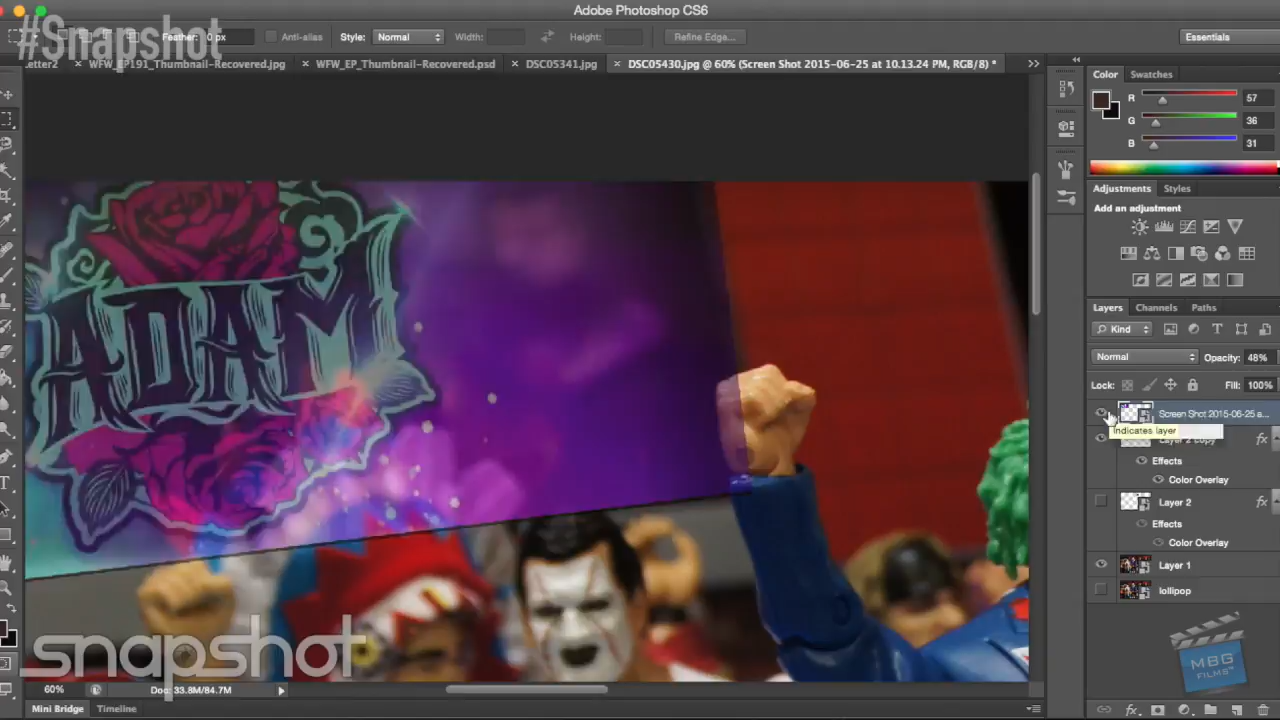 Adobe Photoshop CS6
#Snapshot
Feather: 0 px Anti-alias Style: Normal Width: Height: Refine Edge... Essentials
WFW_EP191_Thumbnail-Recovered.jpg × WFW_EP_Thumbnail-Recovered.psd × DSC05341.jpg × DSC05430.jpg @ 60% (Screen Shot 2015-06-25 at 10.13.24 PM, RGB/8) *
Color Swatches
R 57
G 36
B 31
Adjustments Styles
Add an adjustment
ADAM
Layers Channels Paths
Kind
Normal Opacity: 48%
Lock: Fill: 100%
Screen Shot 2015-06-25 a...
Indicates layer
Layer 2 copy fx
Effects
Color Overlay
Layer 2 fx
Effects
Color Overlay
Layer 1
lollipop
snapshot
MBG
FILMS™
60% Doc: 33.8M/84.7M
Mini Bridge Timeline